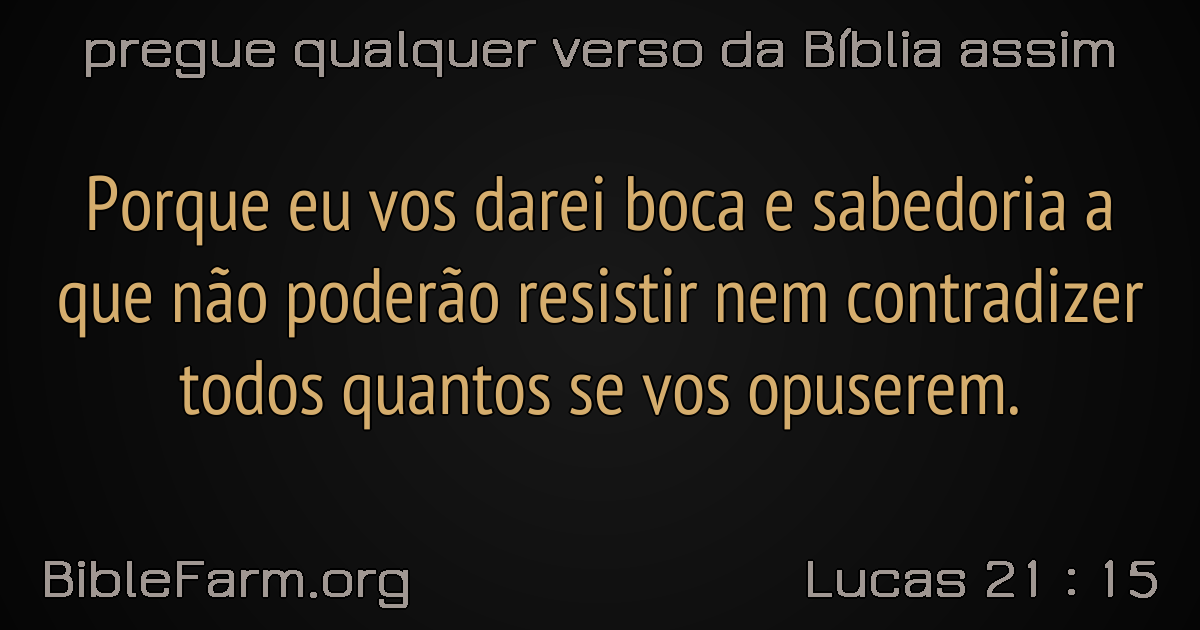 pregue qualquer verso da Bíblia assim
Porque eu vos darei boca e sabedoria a
que não poderão resistir nem contradizer
todos quantos se vos opuserem.
BibleFarm.org
Lucas 21 : 15